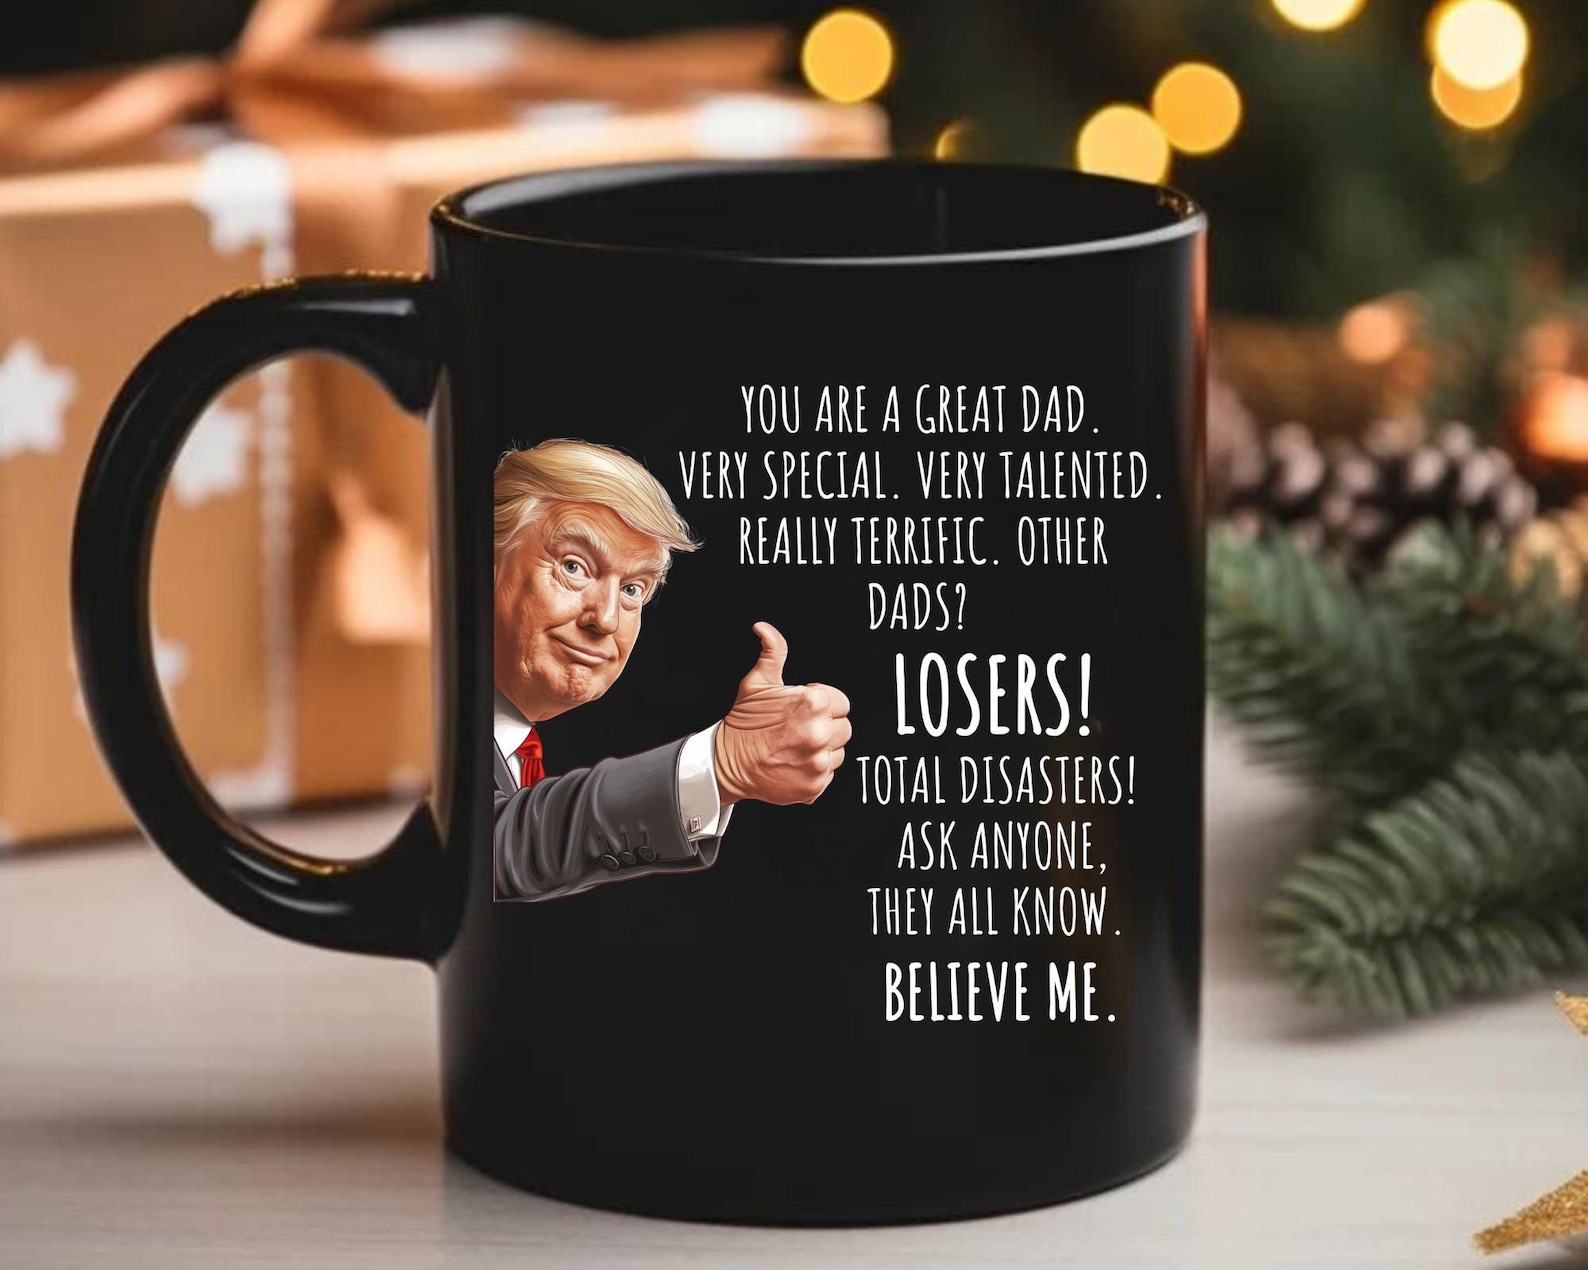 YOU ARE A GREAT DAD.
VERY SPECIAL. VERY TALENTED.
REALLY TERRIFIC. OTHER
DADS?
LOSERS!
TOTAL DISASTERS!
ASK ANYONE,
THEY ALL KNOW.
BELIEVE ME.